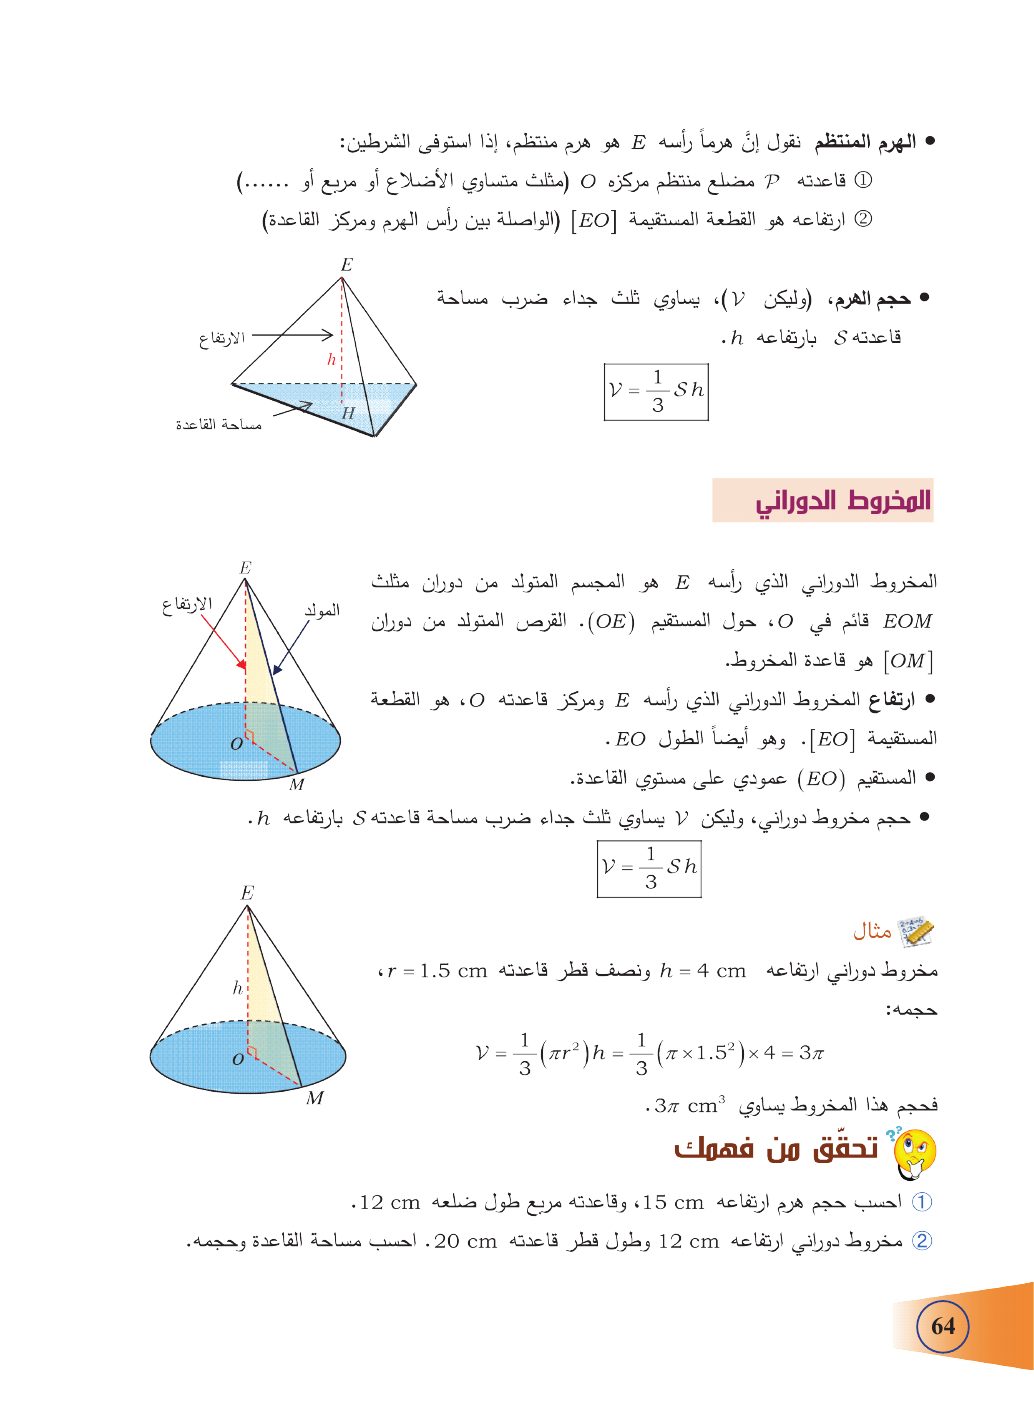 • الهرم المنتظم نقول إنَّ هرماً رأسه E هو هرم منتظم، إذا استوفى الشرطين:
① قاعدته P مضلع منتظم مركزه O (مثلث متساوي الأضلاع أو مربع أو ......)
② ارتفاعه هو القطعة المستقيمة [EO] (الواصلة بين رأس الهرم ومركز القاعدة)
• حجم الهرم، (وليكن V)، يساوي ثلث جداء ضرب مساحة
قاعدته S بارتفاعه h.
V = 1/3 S h
E
الارتفاع
h
H
مساحة القاعدة
المخروط الدوراني
المخروط الدوراني الذي رأسه E هو المجسم المتولد من دوران مثلث
EOM قائم في O، حول المستقيم (OE). القرص المتولد من دوران
[OM] هو قاعدة المخروط.
• ارتفاع المخروط الدوراني الذي رأسه E ومركز قاعدته O، هو القطعة
المستقيمة [EO]. وهو أيضاً الطول EO.
• المستقيم (EO) عمودي على مستوي القاعدة.
E
الارتفاع
المولد
O
M
• حجم مخروط دوراني، وليكن V يساوي ثلث جداء ضرب مساحة قاعدته S بارتفاعه h.
V = 1/3 S h
مثال
مخروط دوراني ارتفاعه h = 4 cm ونصف قطر قاعدته r = 1.5 cm،
حجمه:
V = 1/3 (πr²) h = 1/3 (π × 1.5²) × 4 = 3π
فحجم هذا المخروط يساوي 3π cm³.
E
h
O
M
تحقّق من فهمك
① احسب حجم هرم ارتفاعه 15 cm، وقاعدته مربع طول ضلعه 12 cm.
② مخروط دوراني ارتفاعه 12 cm وطول قطر قاعدته 20 cm. احسب مساحة القاعدة وحجمه.
64